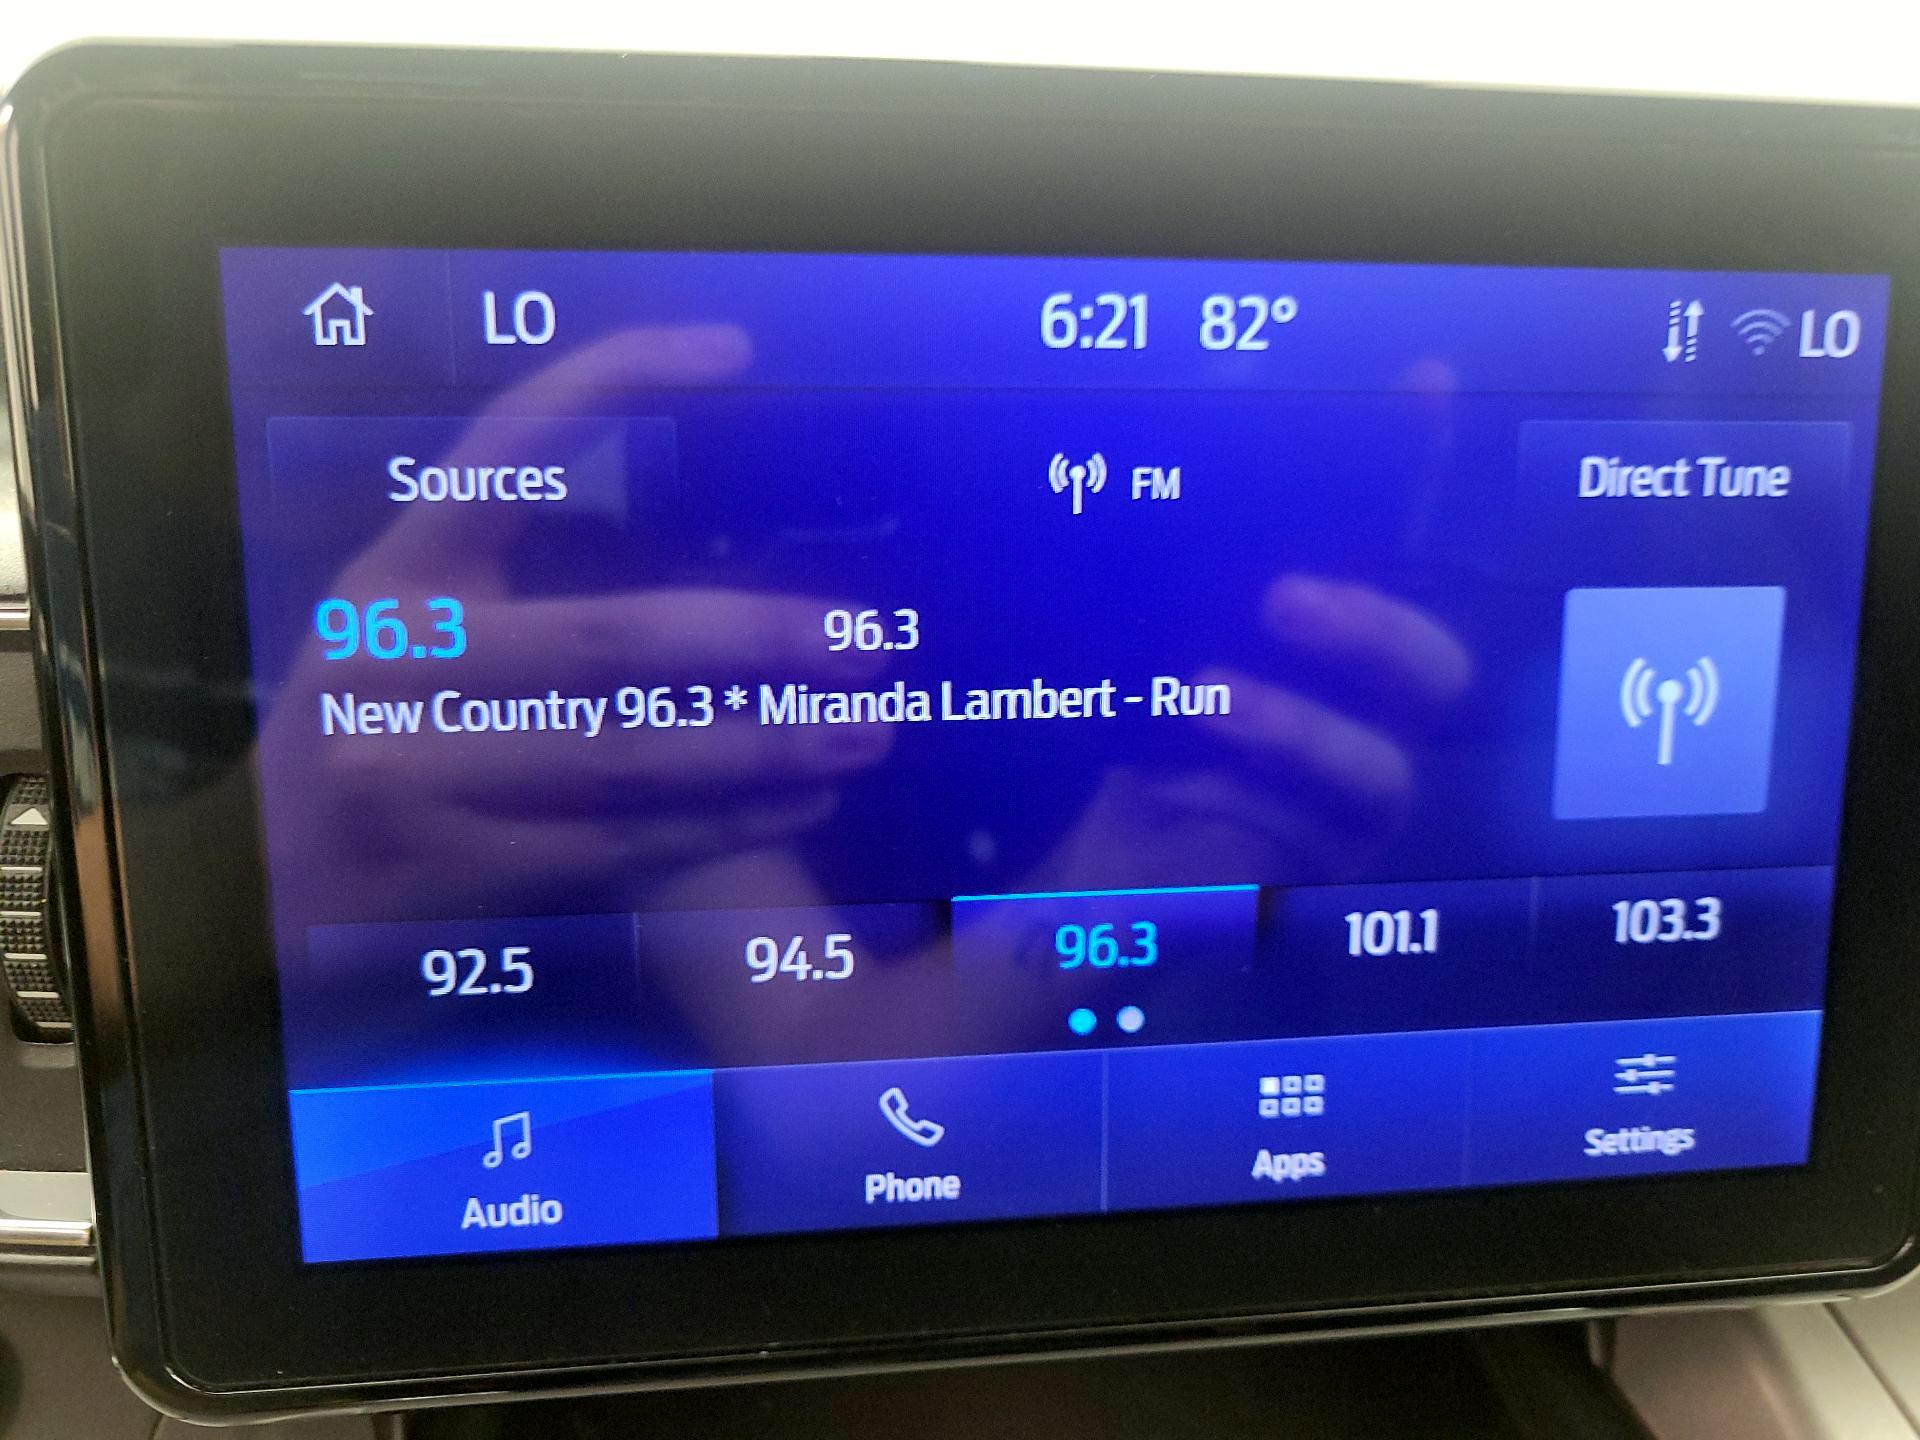 LO 6:21 82° LO
Sources FM Direct Tune
96.3 96.3
New Country 96.3 * Miranda Lambert - Run
92.5 94.5 96.3 101.1 103.3
Audio Phone Apps Settings